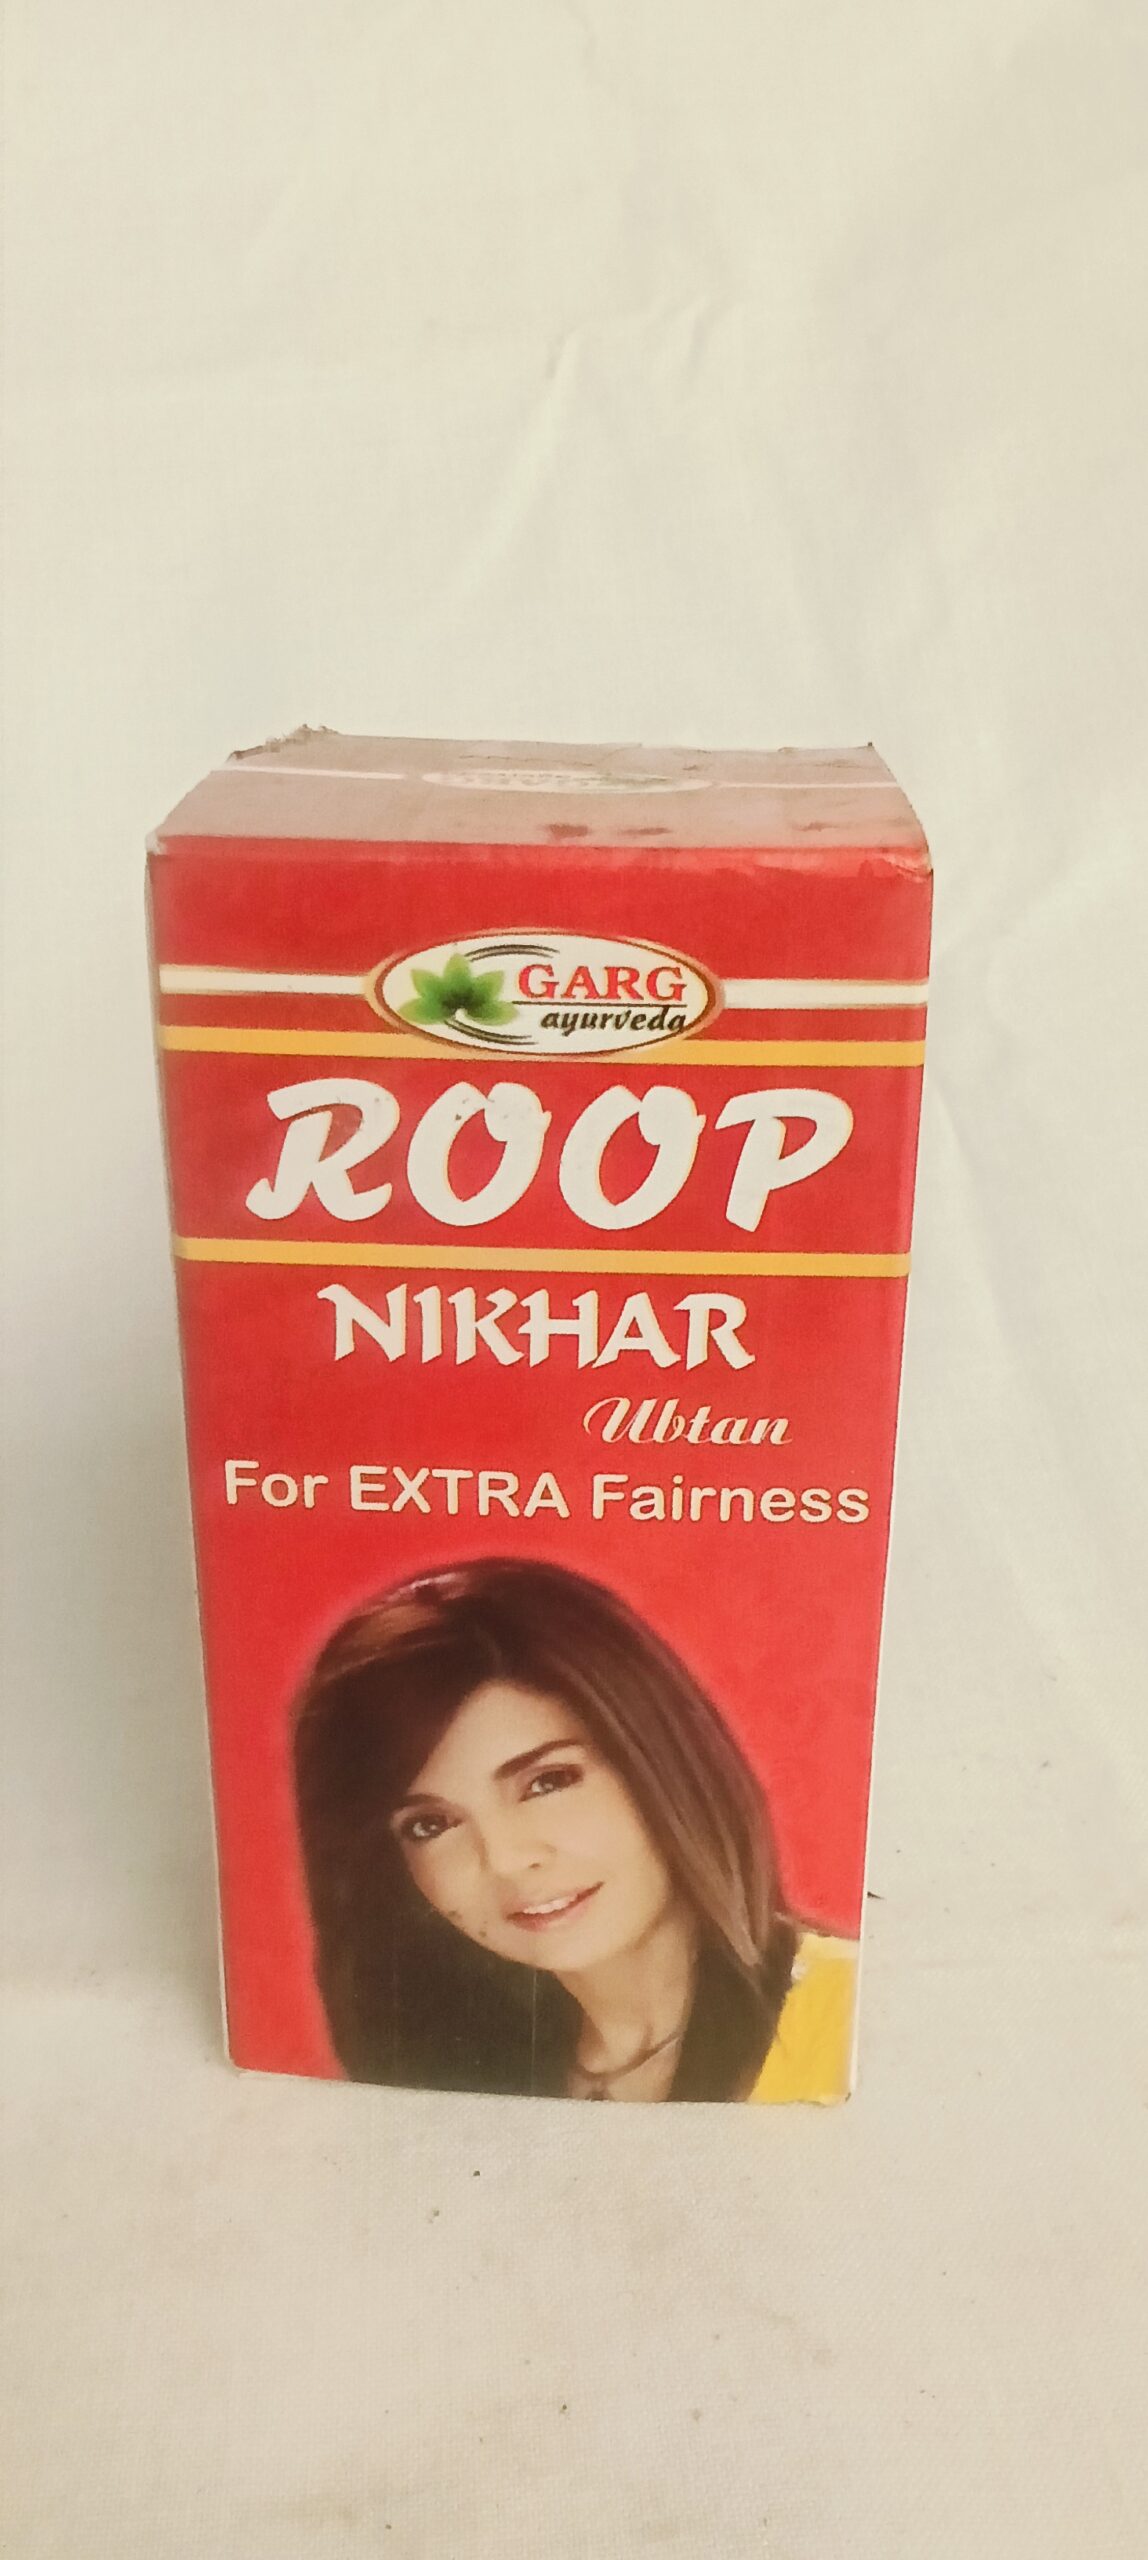 GARG
ayurveda
ROOP
NIKHAR
Ubtan
For EXTRA Fairness